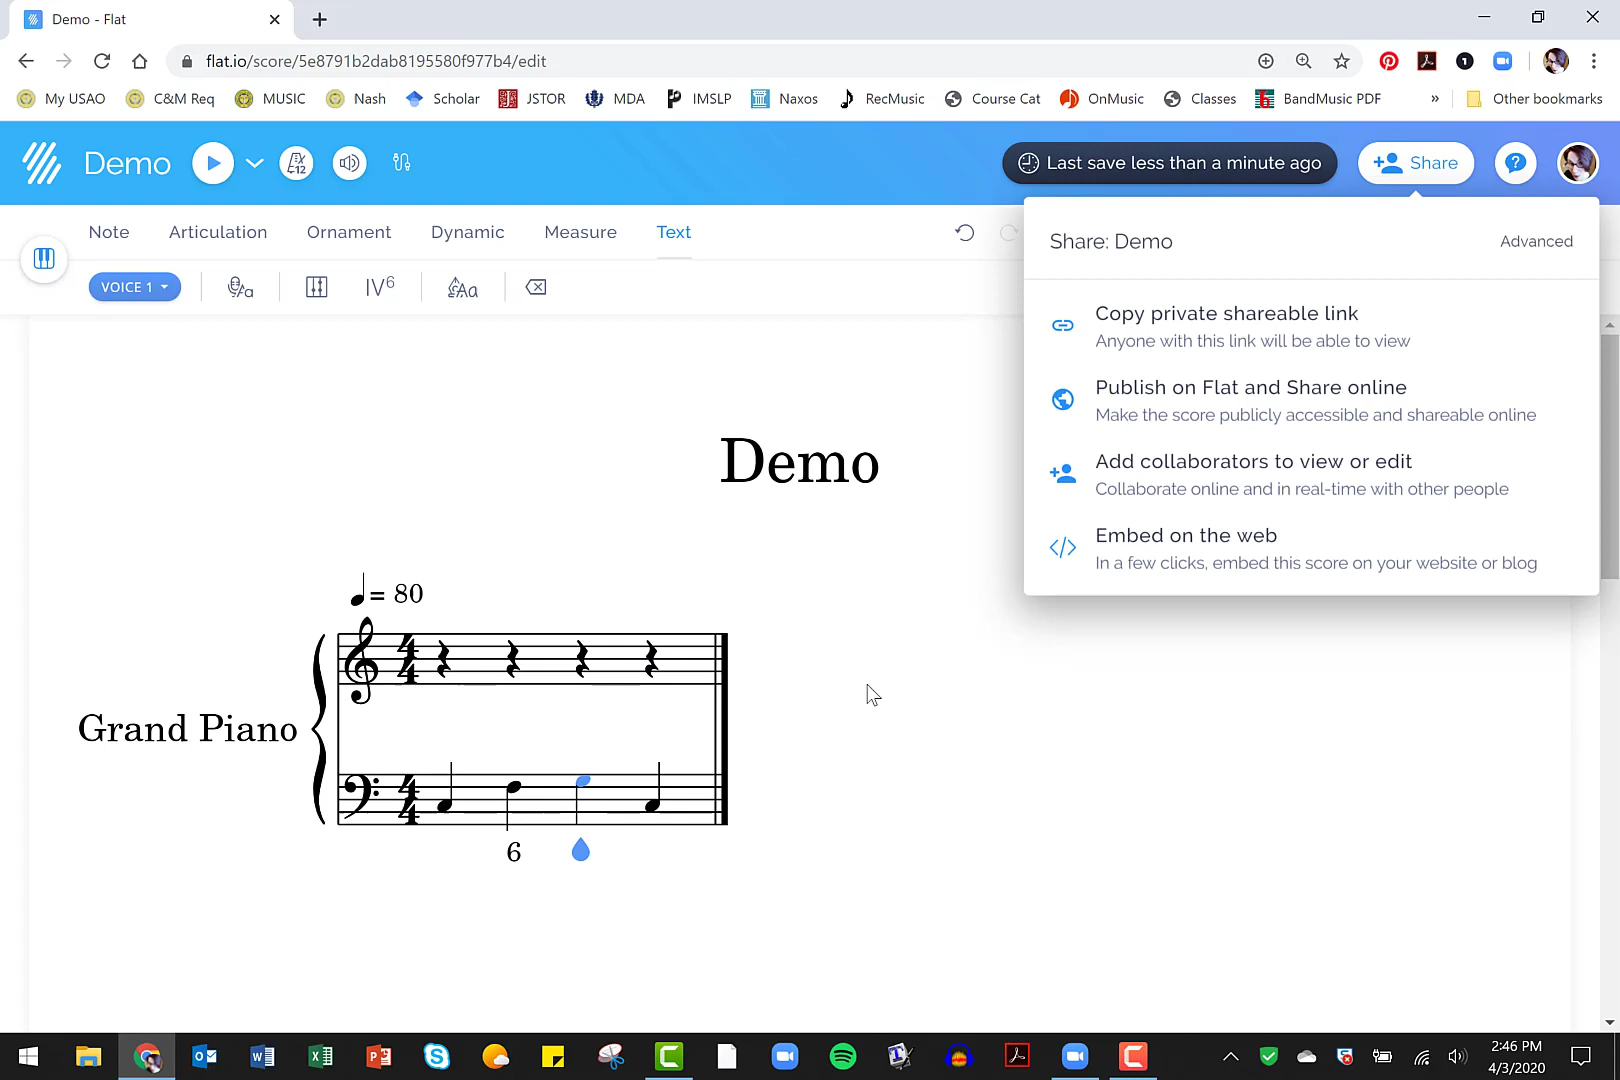 Demo - Flat
flat.io/score/5e8791b2dab8195580f977b4/edit
My USAO C&M Req MUSIC Nash Scholar JSTOR MDA IMSLP Naxos RecMusic Course Cat OnMusic Classes BandMusic PDF » Other bookmarks
Demo Last save less than a minute ago Share
Note Articulation Ornament Dynamic Measure Text
VOICE 1 IV6
Share: Demo Advanced
Copy private shareable link
Anyone with this link will be able to view
Publish on Flat and Share online
Make the score publicly accessible and shareable online
Add collaborators to view or edit
Collaborate online and in real-time with other people
Embed on the web
In a few clicks, embed this score on your website or blog
Demo
= 80
Grand Piano
6
2:46 PM
4/3/2020